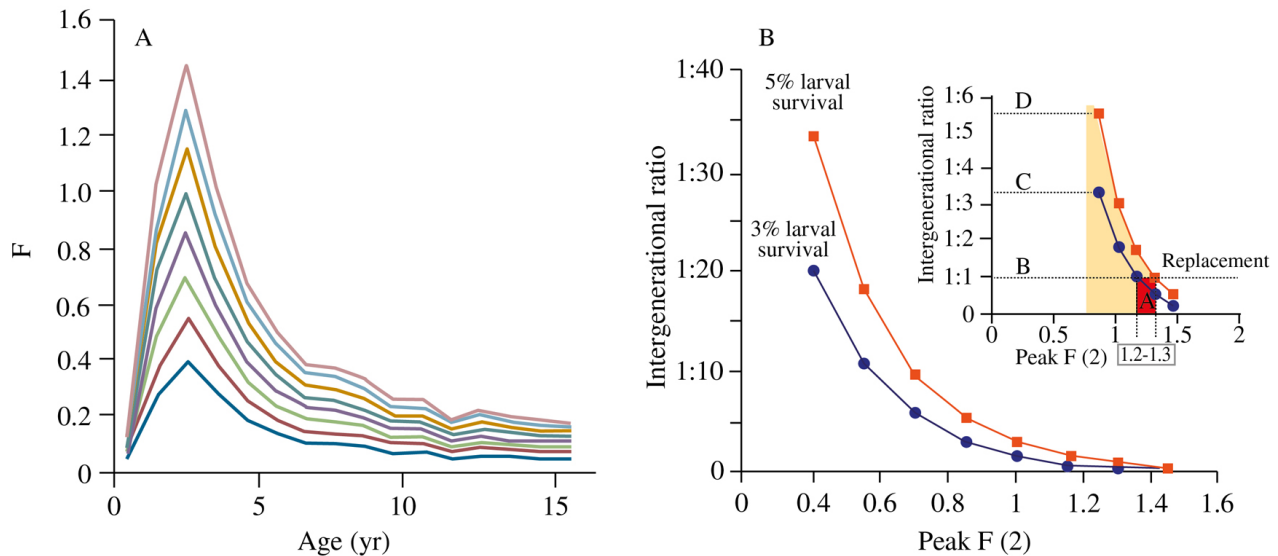 A
1.6
1.4
1.2
1.0
0.8
0.6
0.4
0.2
0
F
0
5
10
15
Age (yr)
B
1:40
1:30
1:20
1:10
0
Intergenerational ratio
5% larval
survival
3% larval
survival
0
0.4
0.6
0.8
1
1.2
1.4
1.6
Peak F (2)
1:6
1:5
1:4
1:3
1:2
1:1
0
Intergenerational ratio
D
C
B
A
Replacement
0
0.5
1
1.5
2
Peak F (2)
1.2-1.3